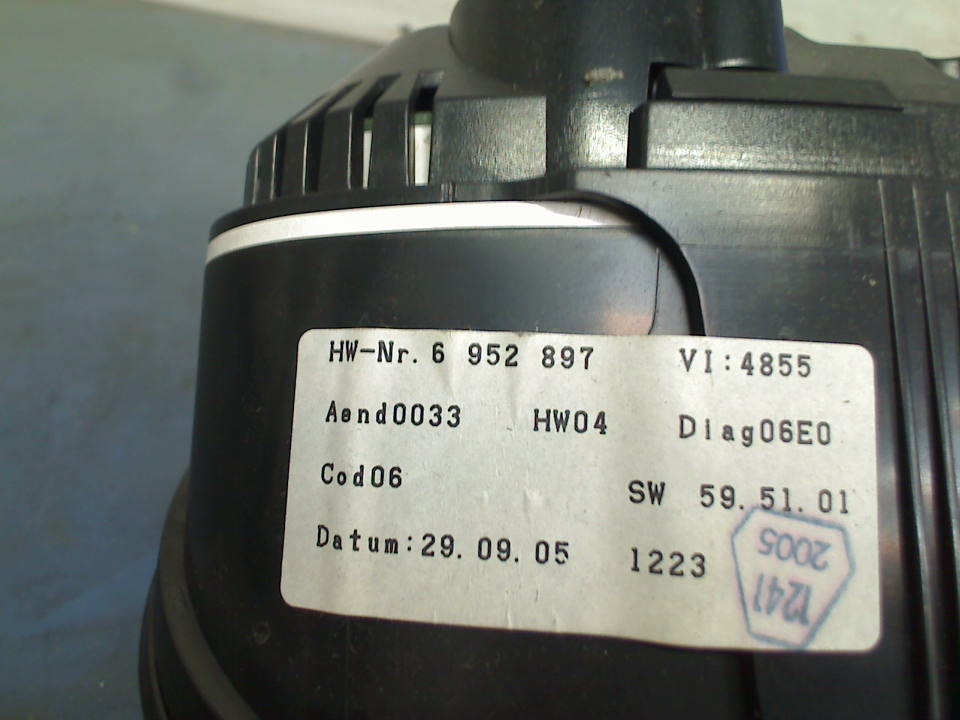 HW-Nr. 6 952 897 VI:4855
Aend0033 HW04 Diag06E0
Cod06
SW 59.51.01
Datum:29.09.05 1223
1241
2005